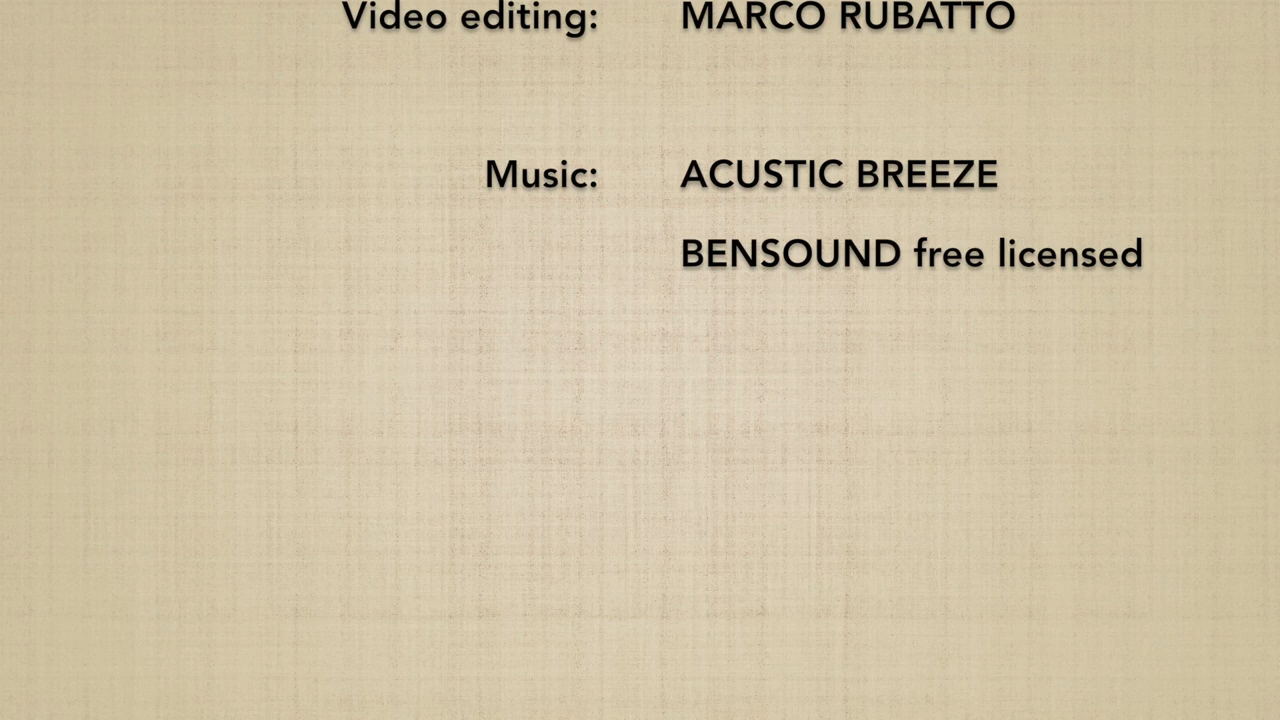 Video editing: MARCO RUBATTO
Music: ACUSTIC BREEZE
BENSOUND free licensed